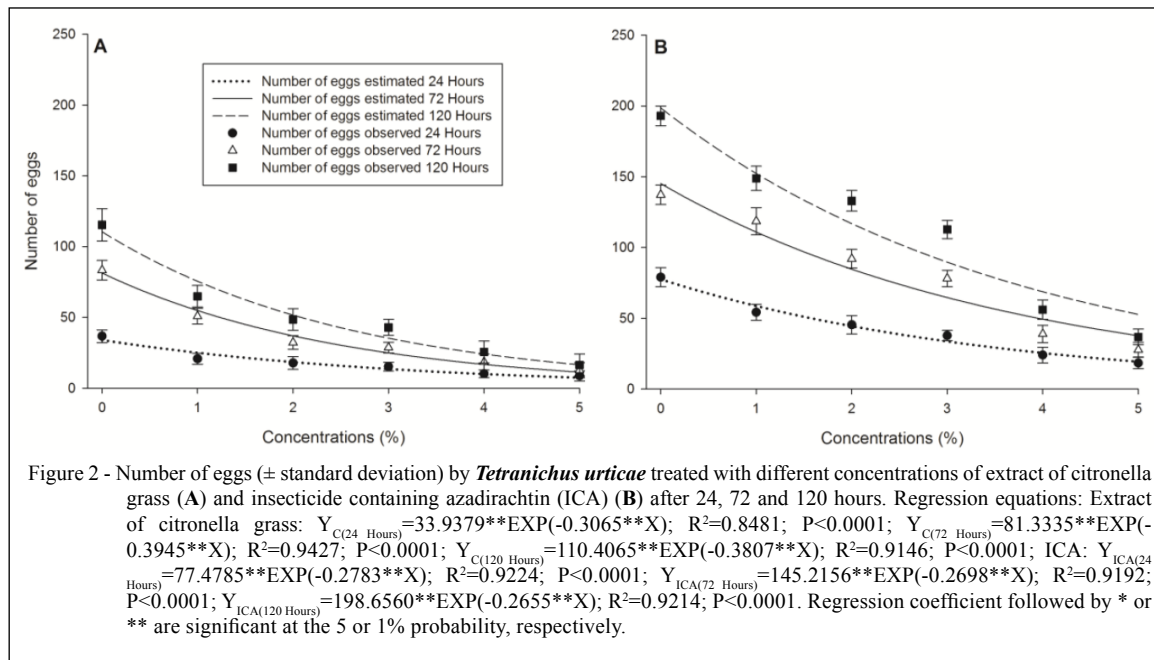 A
Number of eggs estimated 24 Hours
Number of eggs estimated 72 Hours
Number of eggs estimated 120 Hours
Number of eggs observed 24 Hours
Number of eggs observed 72 Hours
Number of eggs observed 120 Hours
Number of eggs
250
200
150
100
50
0
0 1 2 3 4 5
Concentrations (%)
B
250
200
150
100
50
0
0 1 2 3 4 5
Concentrations (%)
Figure 2 - Number of eggs (± standard deviation) by Tetranichus urticae treated with different concentrations of extract of citronella
grass (A) and insecticide containing azadirachtin (ICA) (B) after 24, 72 and 120 hours. Regression equations: Extract
of citronella grass: Y_C(24 Hours)=33.9379**EXP(-0.3065**X); R²=0.8481; P<0.0001; Y_C(72 Hours)=81.3335**EXP(-
0.3945**X); R²=0.9427; P<0.0001; Y_C(120 Hours)=110.4065**EXP(-0.3807**X); R²=0.9146; P<0.0001; ICA: Y_ICA(24
Hours)=77.4785**EXP(-0.2783**X); R²=0.9224; P<0.0001; Y_ICA(72 Hours)=145.2156**EXP(-0.2698**X); R²=0.9192;
P<0.0001; Y_ICA(120 Hours)=198.6560**EXP(-0.2655**X); R²=0.9214; P<0.0001. Regression coefficient followed by * or
** are significant at the 5 or 1% probability, respectively.